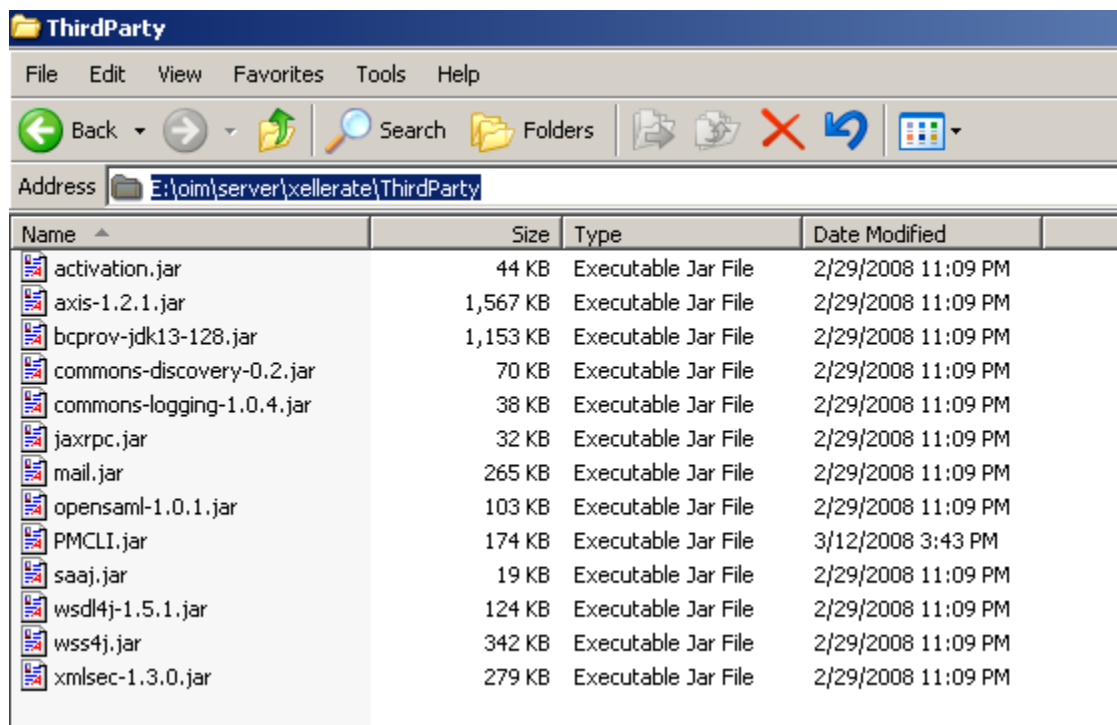 ThirdParty
File Edit View Favorites Tools Help
Back Search Folders
Address E:\oim\server\xellerate\ThirdParty
Name Size Type Date Modified
activation.jar 44 KB Executable Jar File 2/29/2008 11:09 PM
axis-1.2.1.jar 1,567 KB Executable Jar File 2/29/2008 11:09 PM
bcprov-jdk13-128.jar 1,153 KB Executable Jar File 2/29/2008 11:09 PM
commons-discovery-0.2.jar 70 KB Executable Jar File 2/29/2008 11:09 PM
commons-logging-1.0.4.jar 38 KB Executable Jar File 2/29/2008 11:09 PM
jaxrpc.jar 32 KB Executable Jar File 2/29/2008 11:09 PM
mail.jar 265 KB Executable Jar File 2/29/2008 11:09 PM
opensaml-1.0.1.jar 103 KB Executable Jar File 2/29/2008 11:09 PM
PMCLI.jar 174 KB Executable Jar File 3/12/2008 3:43 PM
saaj.jar 19 KB Executable Jar File 2/29/2008 11:09 PM
wsdl4j-1.5.1.jar 124 KB Executable Jar File 2/29/2008 11:09 PM
wss4j.jar 342 KB Executable Jar File 2/29/2008 11:09 PM
xmlsec-1.3.0.jar 279 KB Executable Jar File 2/29/2008 11:09 PM